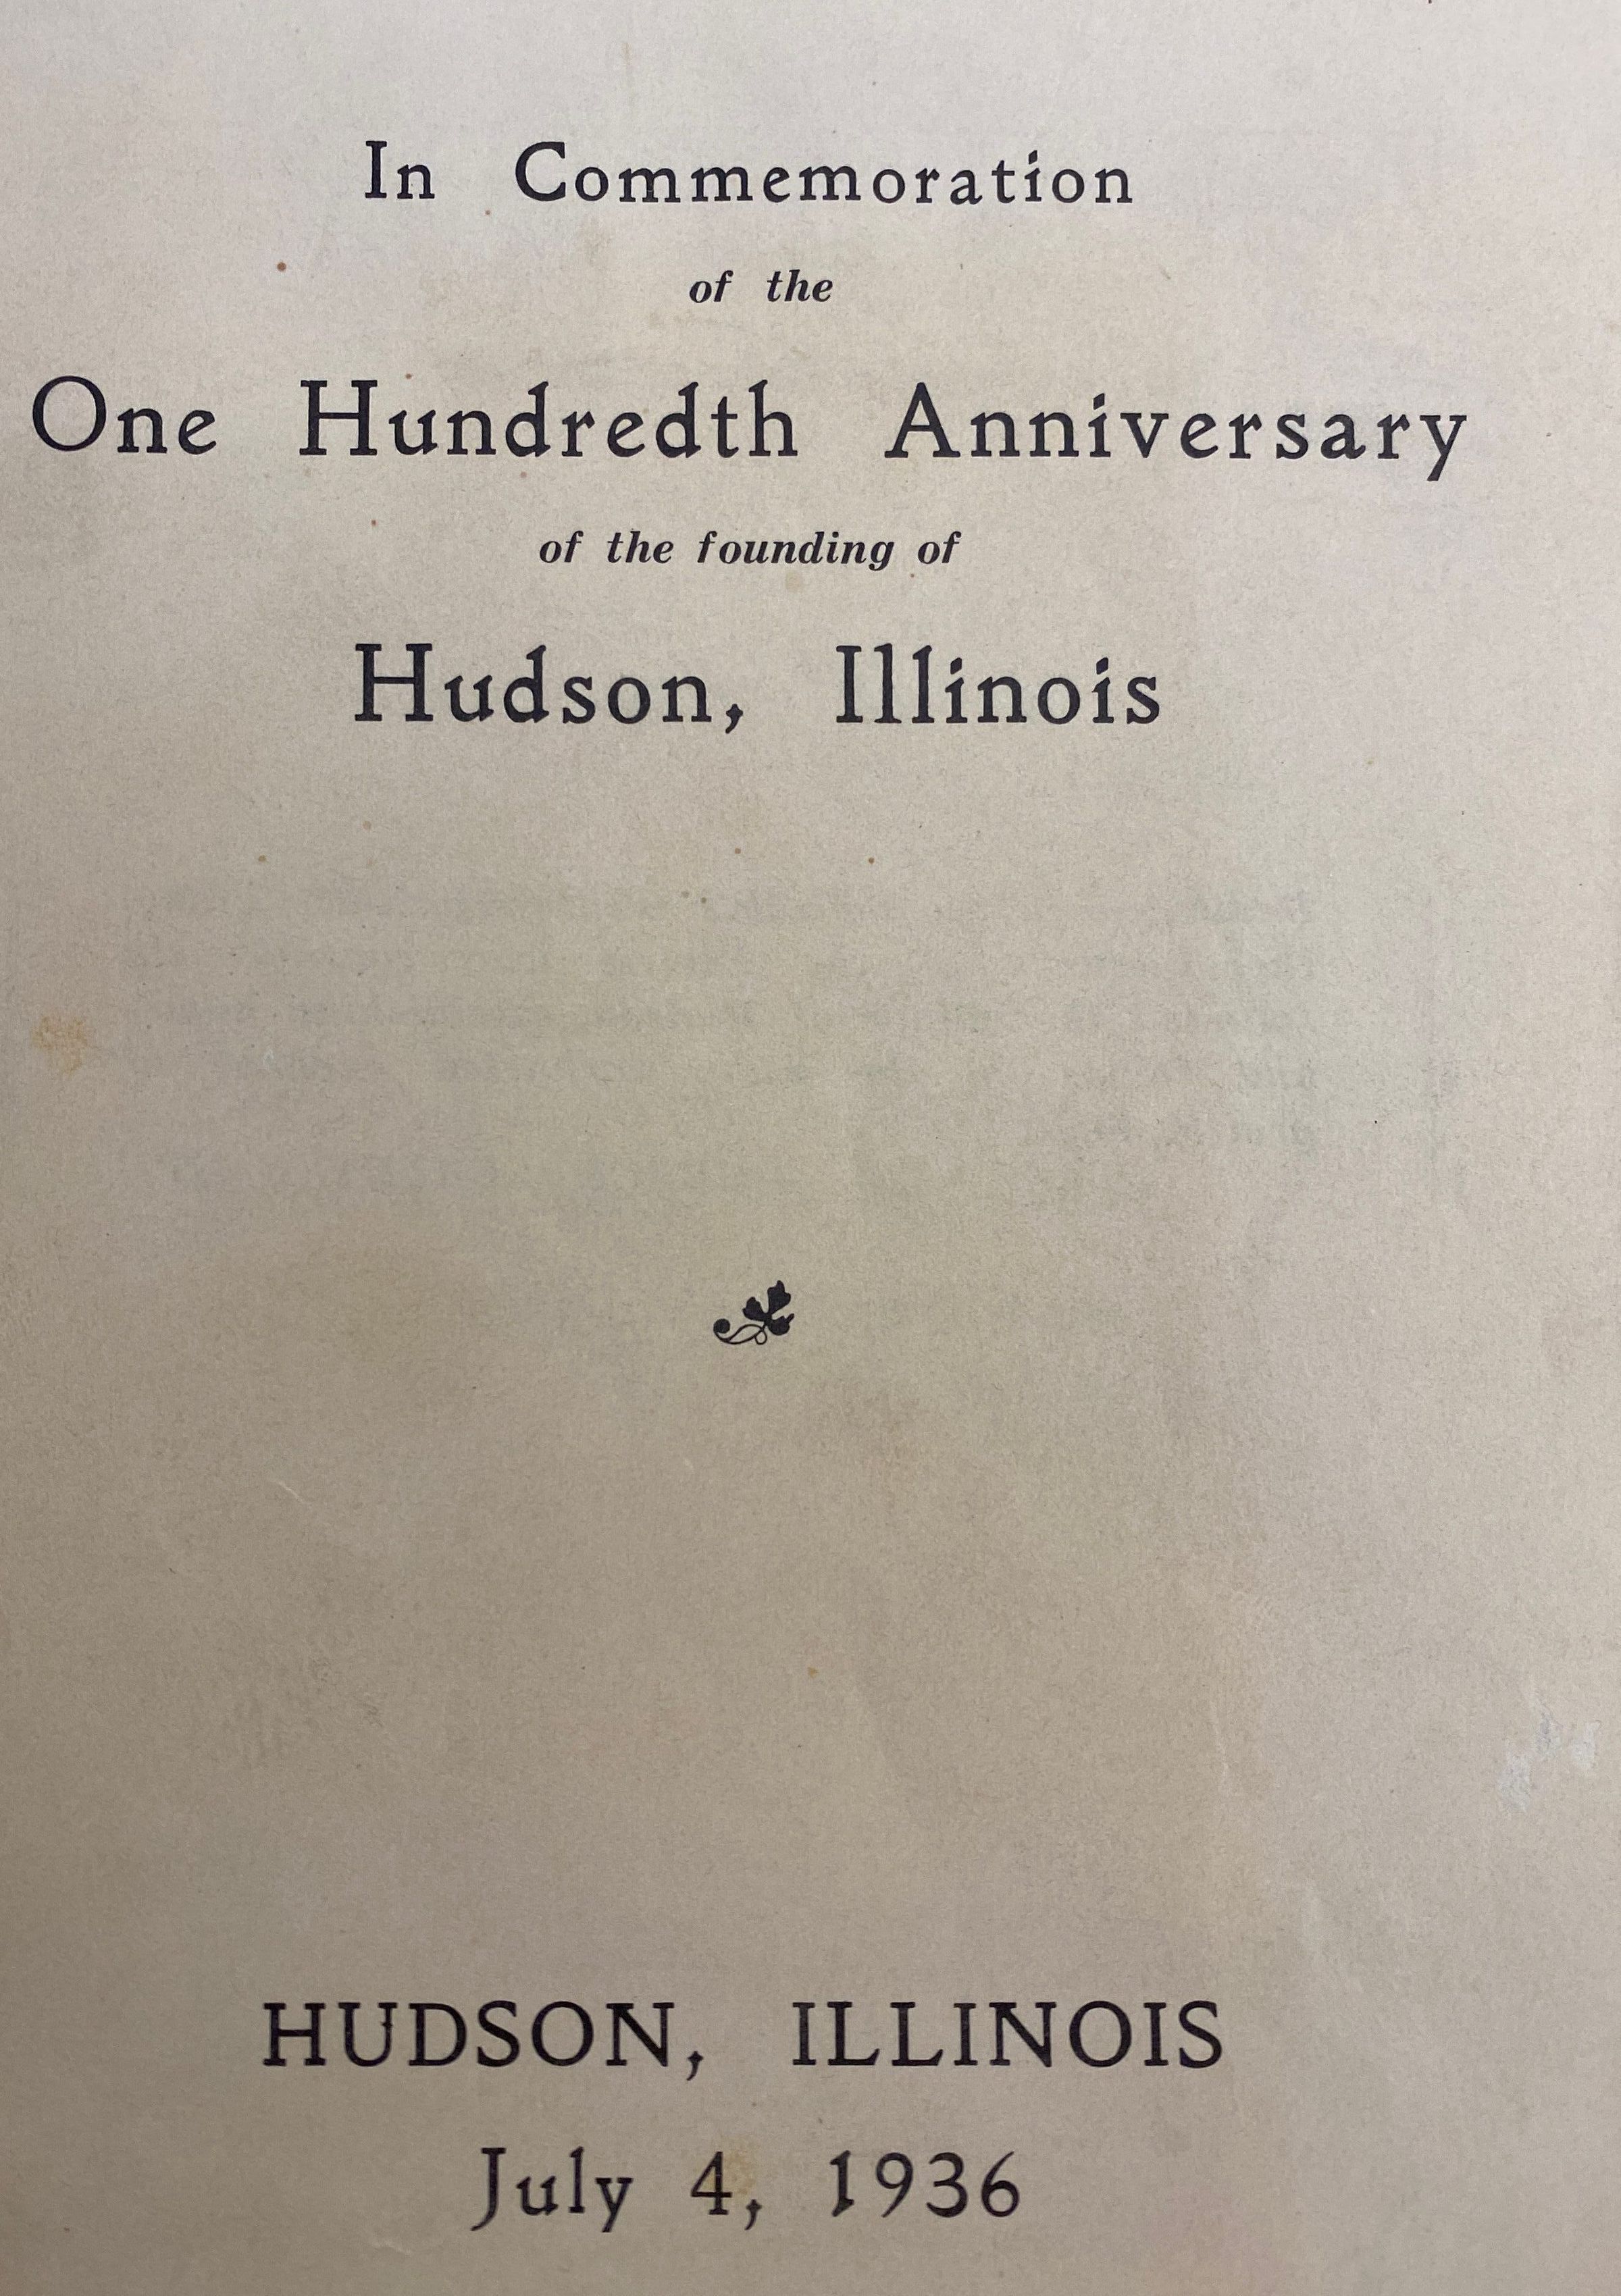 In Commemoration
of the
One Hundredth Anniversary
of the founding of
Hudson, Illinois
HUDSON, ILLINOIS
July 4, 1936